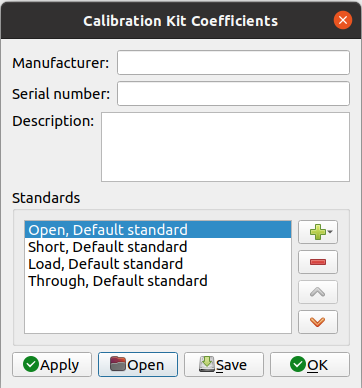 Calibration Kit Coefficients
Manufacturer:
Serial number:
Description:
Standards
Open, Default standard
Short, Default standard
Load, Default standard
Through, Default standard
Apply Open Save OK